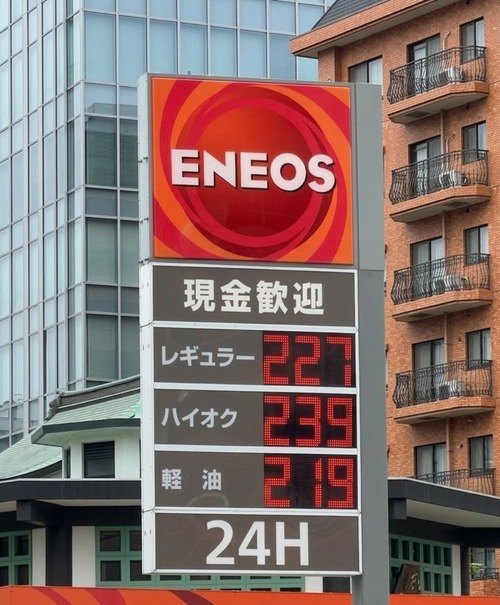 ENEOS
現金歓迎
レギュラー 227
ハイオク 239
軽油 219
24H